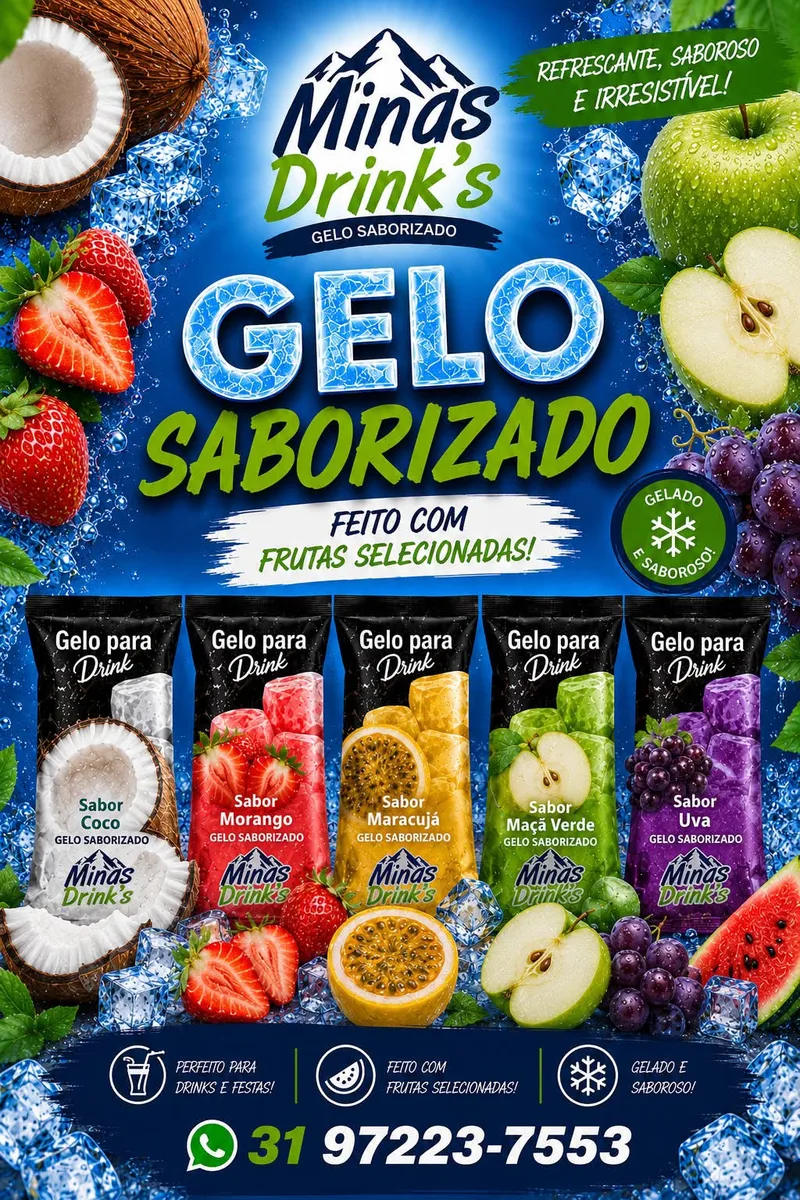 Minas
Drink's
GELO SABORIZADO
REFRESCANTE, SABOROSO
E IRRESISTÍVEL!
GELO
SABORIZADO
FEITO COM
FRUTAS SELECIONADAS!
GELADO
E SABOROSO!
Gelo para
Drink
Sabor
Coco
GELO SABORIZADO
Minas
Drink's
Gelo para
Drink
Sabor
Morango
GELO SABORIZADO
Minas
Drink's
Gelo para
Drink
Sabor
Maracujá
GELO SABORIZADO
Minas
Drink's
Gelo para
Drink
Sabor
Maçã Verde
GELO SABORIZADO
Minas
Drink's
Gelo para
Drink
Sabor
Uva
GELO SABORIZADO
Minas
Drink's
PERFEITO PARA
DRINKS E FESTAS!
FEITO COM
FRUTAS SELECIONADAS!
GELADO E
SABOROSO!
31 97223-7553